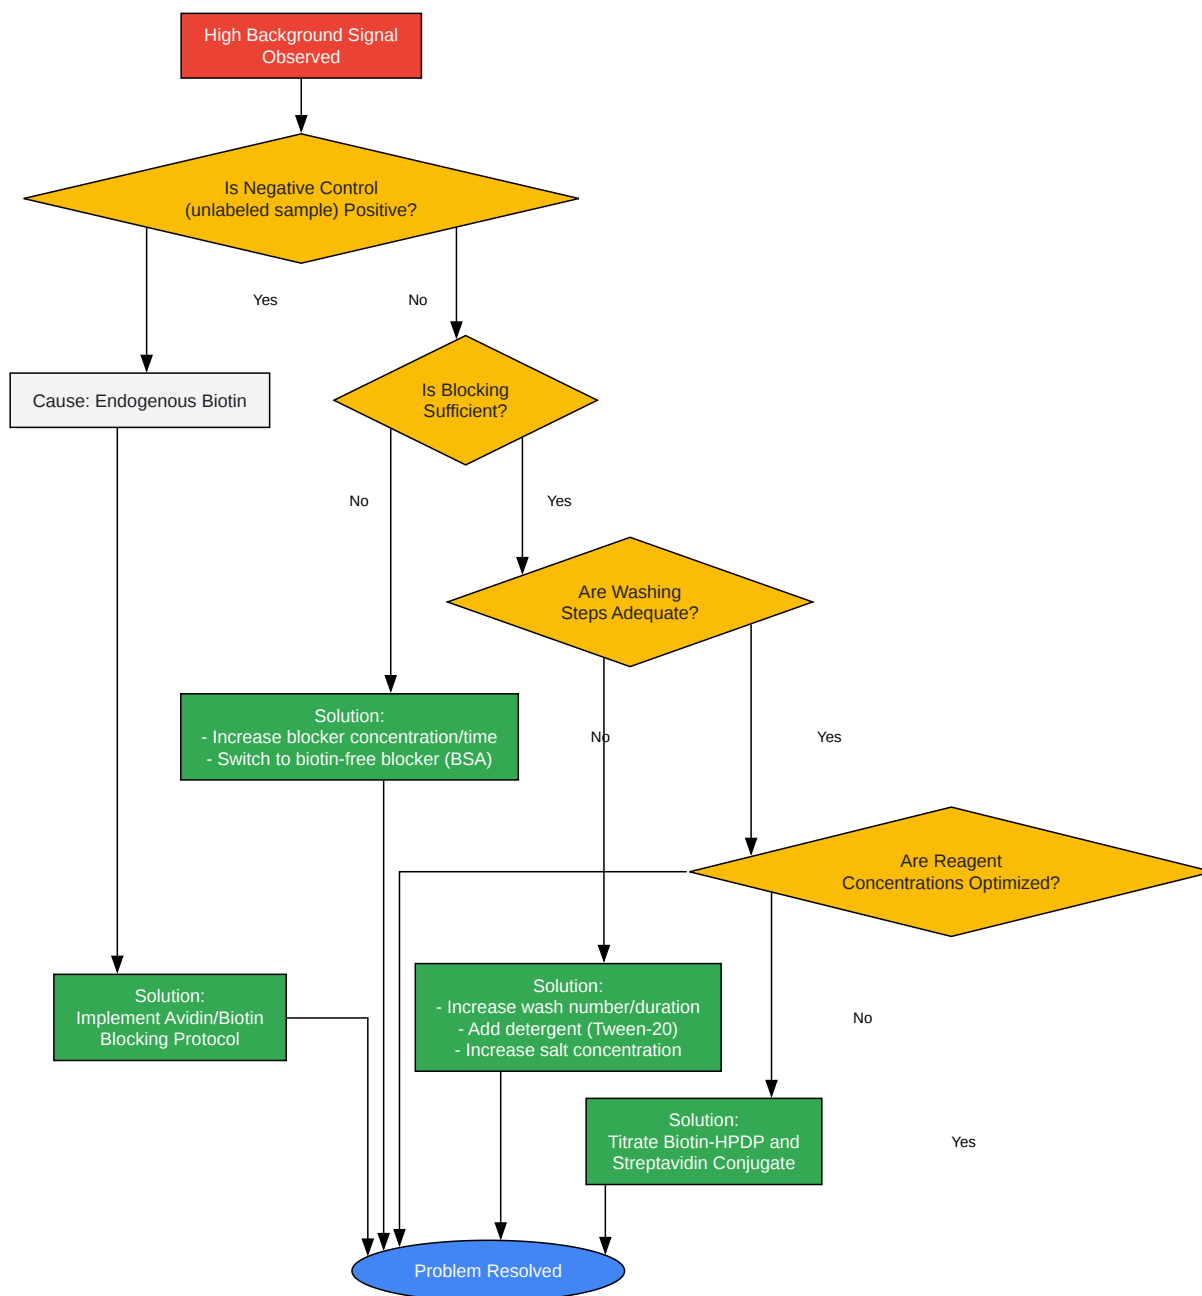 High Background Signal
Observed
Is Negative Control
(unlabeled sample) Positive?
Yes
No
Cause: Endogenous Biotin
Is Blocking
Sufficient?
No
Yes
Are Washing
Steps Adequate?
Solution:
- Increase blocker concentration/time
- Switch to biotin-free blocker (BSA)
No
Yes
Are Reagent
Concentrations Optimized?
Solution:
Implement Avidin/Biotin
Blocking Protocol
Solution:
- Increase wash number/duration
- Add detergent (Tween-20)
- Increase salt concentration
No
Solution:
Titrate Biotin-HPDP and
Streptavidin Conjugate
Yes
Problem Resolved